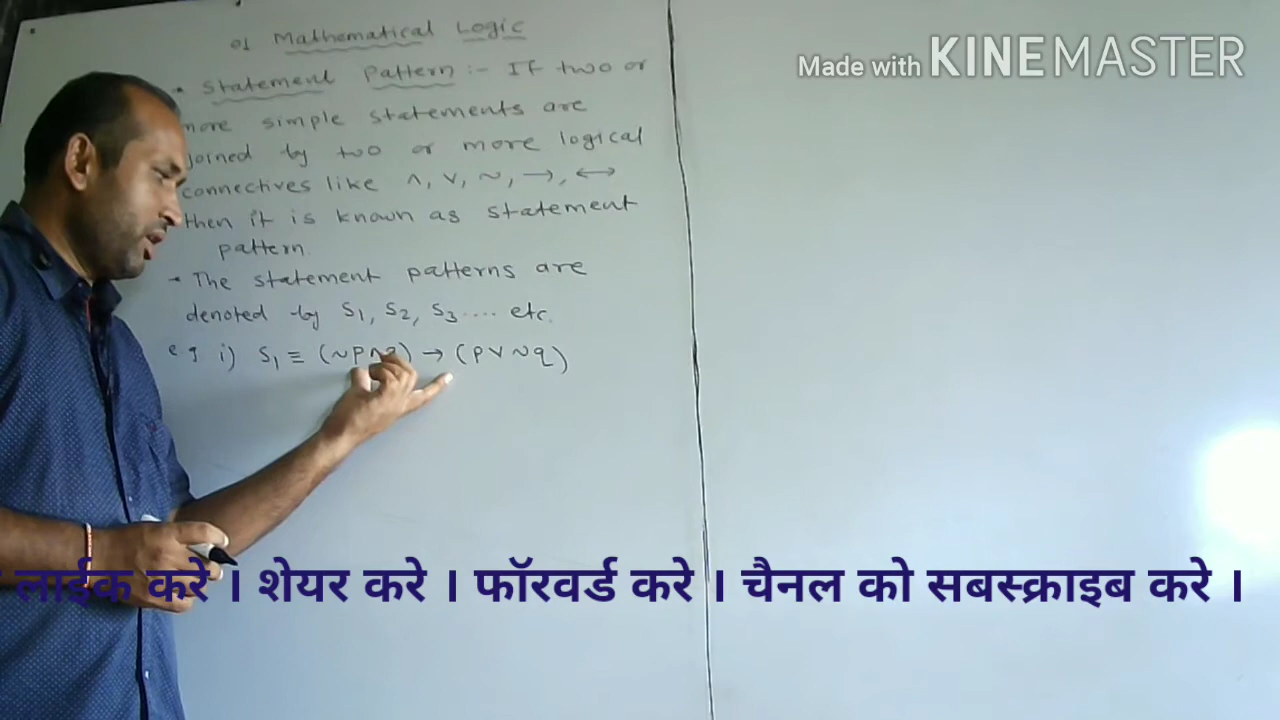 01 Mathematical Logic
* Statement Pattern :- If two or
more simple statements are
joined by two or more logical
connectives like ∧, ∨, ~, →, ↔
then it is known as statement
pattern.
* The statement patterns are
denoted by S1, S2, S3 .... etc.
eg i) S1 ≡ (~p∧q) → (p∨~q)
Made with KINEMASTER
लाईक करे । शेयर करे । फॉरवर्ड करे । चैनल को सबस्क्राइब करे ।